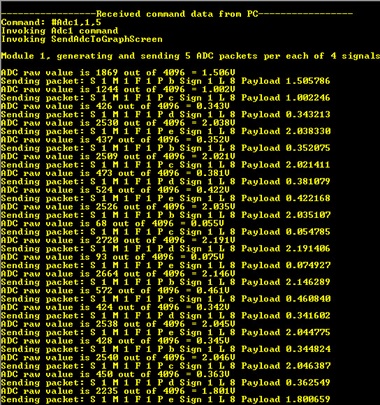 -----------------Received command data from PC-----------------
Command: #Adc1,1,5
Invoking Adc1 command
Invoking SendAdcToGraphScreen
Module 1, generating and sending 5 ADC packets per each of 4 signals
ADC raw value is 1869 out of 4096 = 1.506V
Sending packet: S 1 M 1 F 1 P b Sign 1 L 8 Payload 1.505786
ADC raw value is 1244 out of 4096 = 1.002V
Sending packet: S 1 M 1 F 1 P c Sign 1 L 8 Payload 1.002246
ADC raw value is 426 out of 4096 = 0.343V
Sending packet: S 1 M 1 F 1 P d Sign 1 L 8 Payload 0.343213
ADC raw value is 2530 out of 4096 = 2.038V
Sending packet: S 1 M 1 F 1 P e Sign 1 L 8 Payload 2.038330
ADC raw value is 437 out of 4096 = 0.352V
Sending packet: S 1 M 1 F 1 P b Sign 1 L 8 Payload 0.352075
ADC raw value is 2509 out of 4096 = 2.021V
Sending packet: S 1 M 1 F 1 P c Sign 1 L 8 Payload 2.021411
ADC raw value is 473 out of 4096 = 0.381V
Sending packet: S 1 M 1 F 1 P d Sign 1 L 8 Payload 0.381079
ADC raw value is 524 out of 4096 = 0.422V
Sending packet: S 1 M 1 F 1 P e Sign 1 L 8 Payload 0.422168
ADC raw value is 2526 out of 4096 = 2.035V
Sending packet: S 1 M 1 F 1 P b Sign 1 L 8 Payload 2.035107
ADC raw value is 68 out of 4096 = 0.055V
Sending packet: S 1 M 1 F 1 P c Sign 1 L 8 Payload 0.054785
ADC raw value is 2720 out of 4096 = 2.191V
Sending packet: S 1 M 1 F 1 P d Sign 1 L 8 Payload 2.191406
ADC raw value is 93 out of 4096 = 0.075V
Sending packet: S 1 M 1 F 1 P e Sign 1 L 8 Payload 0.074927
ADC raw value is 2664 out of 4096 = 2.146V
Sending packet: S 1 M 1 F 1 P b Sign 1 L 8 Payload 2.146289
ADC raw value is 572 out of 4096 = 0.461V
Sending packet: S 1 M 1 F 1 P c Sign 1 L 8 Payload 0.460840
ADC raw value is 424 out of 4096 = 0.342V
Sending packet: S 1 M 1 F 1 P d Sign 1 L 8 Payload 0.341602
ADC raw value is 2538 out of 4096 = 2.045V
Sending packet: S 1 M 1 F 1 P e Sign 1 L 8 Payload 2.044775
ADC raw value is 428 out of 4096 = 0.345V
Sending packet: S 1 M 1 F 1 P b Sign 1 L 8 Payload 0.344824
ADC raw value is 2540 out of 4096 = 2.046V
Sending packet: S 1 M 1 F 1 P c Sign 1 L 8 Payload 2.046387
ADC raw value is 450 out of 4096 = 0.363V
Sending packet: S 1 M 1 F 1 P d Sign 1 L 8 Payload 0.362549
ADC raw value is 2235 out of 4096 = 1.801V
Sending packet: S 1 M 1 F 1 P e Sign 1 L 8 Payload 1.800659